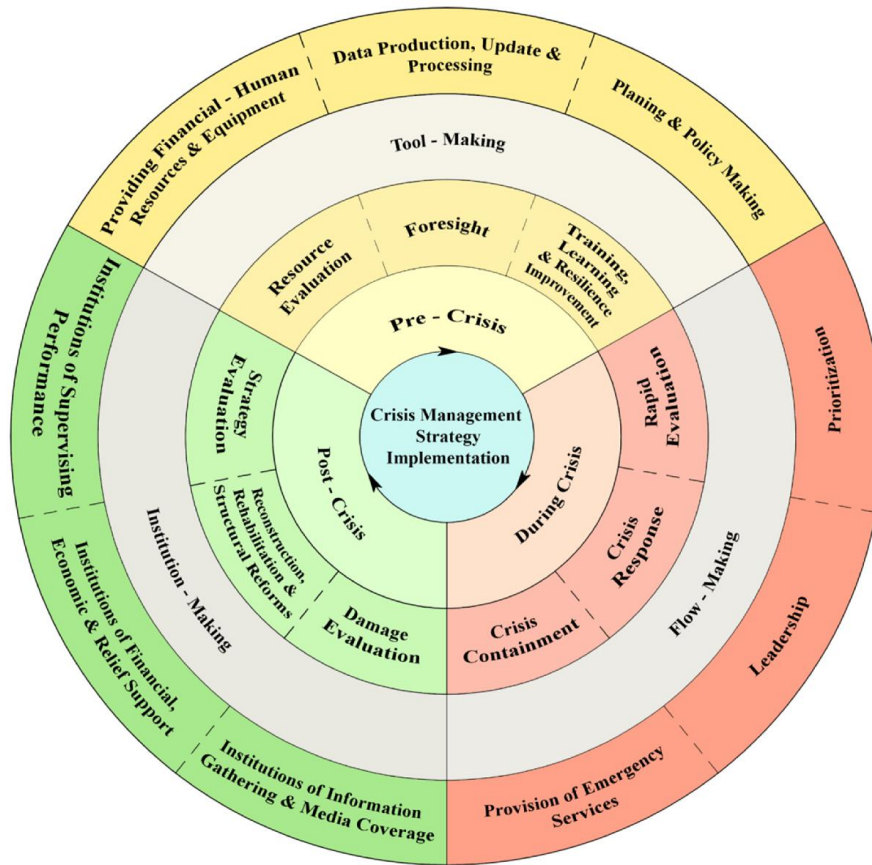 Providing Financial - Human
Resources & Equipment
Data Production, Update &
Processing
Planing & Policy Making
Tool - Making
Resource
Evaluation
Foresight
Training,
Learning
& Resilience
Improvement
Pre - Crisis
Crisis Management
Strategy
Implementation
Prioritization
Leadership
Provision of Emergency
Services
Flow - Making
Rapid
Evaluation
Crisis
Response
Crisis
Containment
During Crisis
Institutions of Information
Gathering & Media Coverage
Institutions of Financial,
Economic & Relief Support
Institutions of Supervising
Performance
Institution - Making
Damage
Evaluation
Reconstruction,
Rehabilitation &
Structural Reforms
Strategy
Evaluation
Post - Crisis